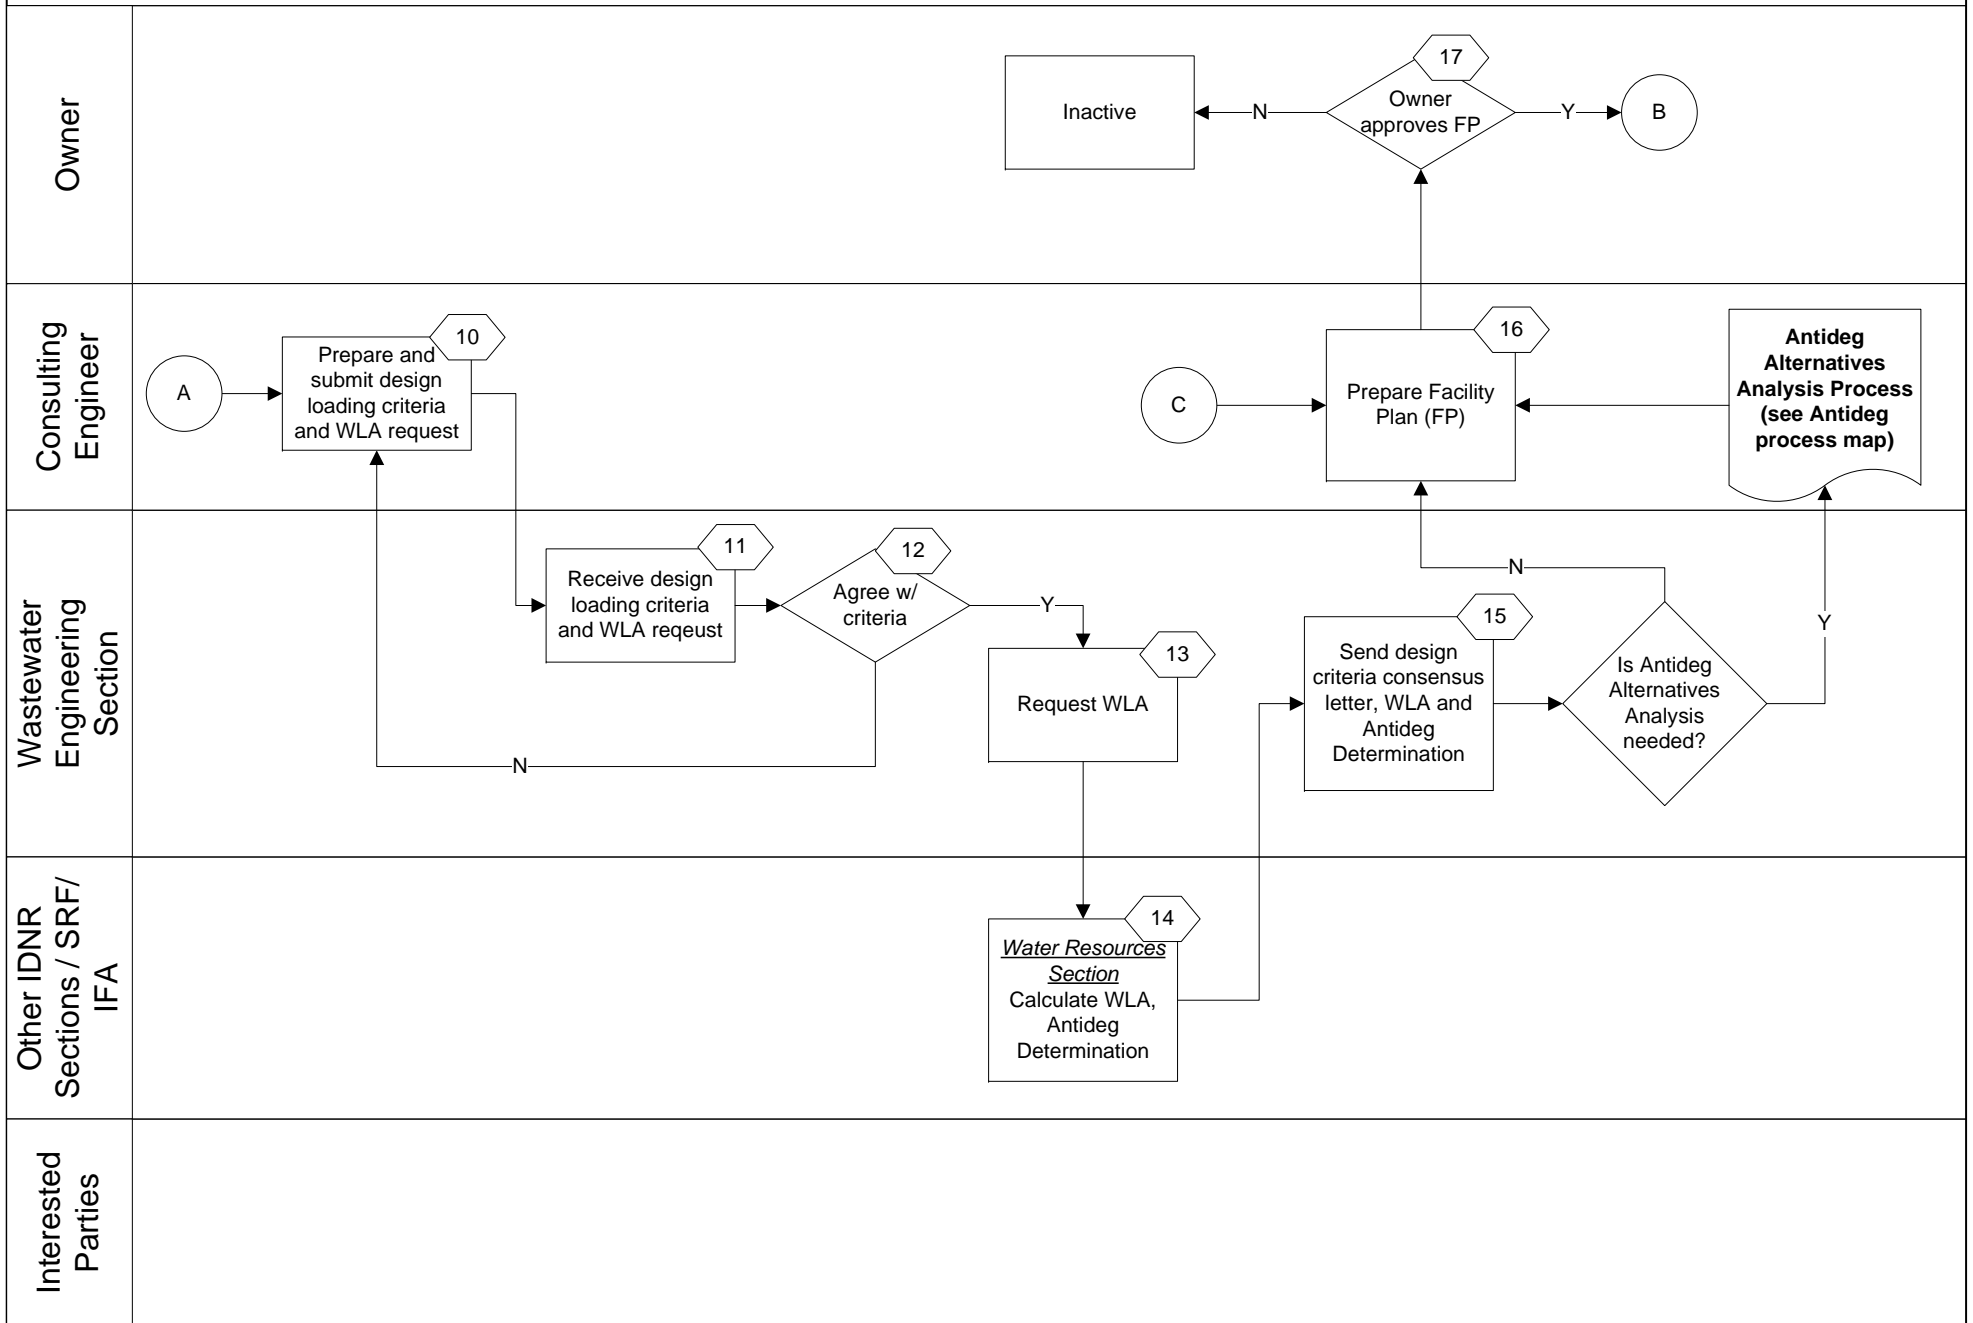 Owner
Inactive
N
17
Owner
approves FP
Y
B
Consulting
Engineer
A
10
Prepare and
submit design
loading criteria
and WLA request
C
16
Prepare Facility
Plan (FP)
Antideg
Alternatives
Analysis Process
(see Antideg
process map)
Wastewater
Engineering
Section
11
Receive design
loading criteria
and WLA reqeust
12
Agree w/
criteria
Y
N
13
Request WLA
15
Send design
criteria consensus
letter, WLA and
Antideg
Determination
N
Is Antideg
Alternatives
Analysis
needed?
Y
Other IDNR
Sections / SRF/
IFA
14
Water Resources
Section
Calculate WLA,
Antideg
Determination
Interested
Parties